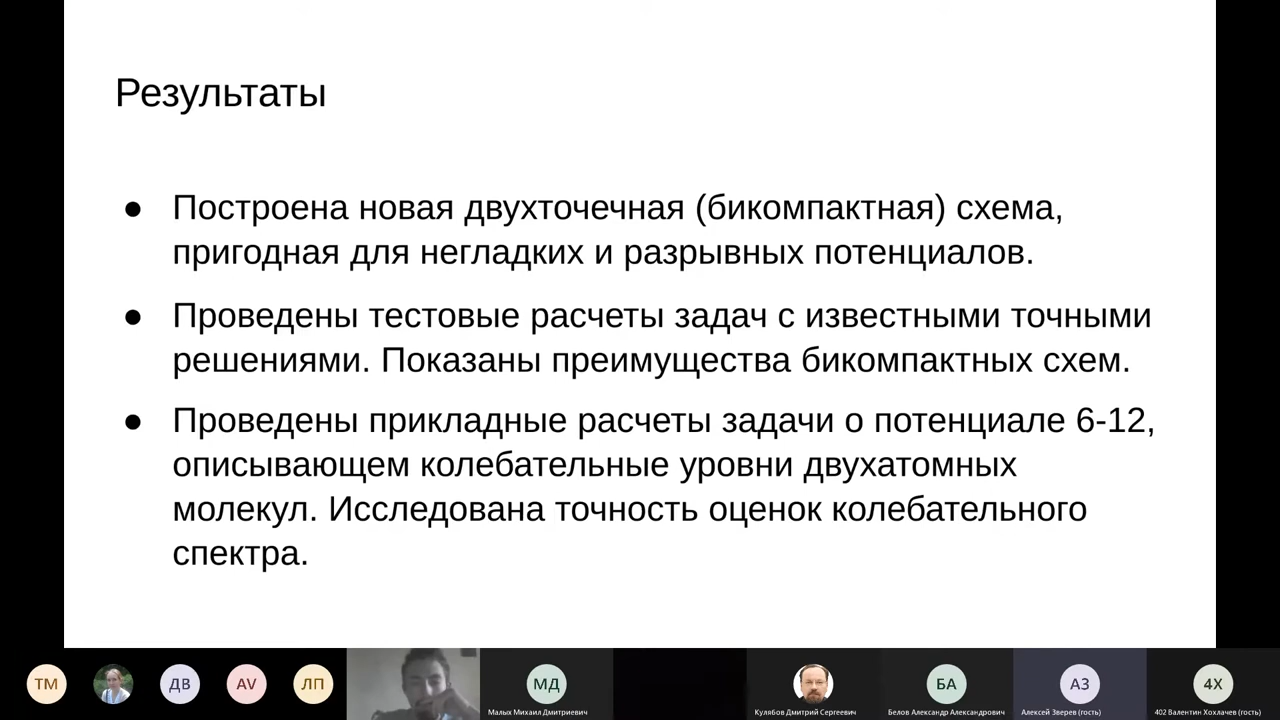 Результаты
● Построена новая двухточечная (бикомпактная) схема,
пригодная для негладких и разрывных потенциалов.
● Проведены тестовые расчеты задач с известными точными
решениями. Показаны преимущества бикомпактных схем.
● Проведены прикладные расчеты задачи о потенциале 6-12,
описывающем колебательные уровни двухатомных
молекул. Исследована точность оценок колебательного
спектра.
ТМ
ДВ
AV
ЛП
МД
БА
АЗ
4Х
Малых Михаил Дмитриевич
Кулябов Дмитрий Сергеевич
Белов Александр Александрович
Алексей Зверев (гость)
402 Валентин Хохлачев (гость)